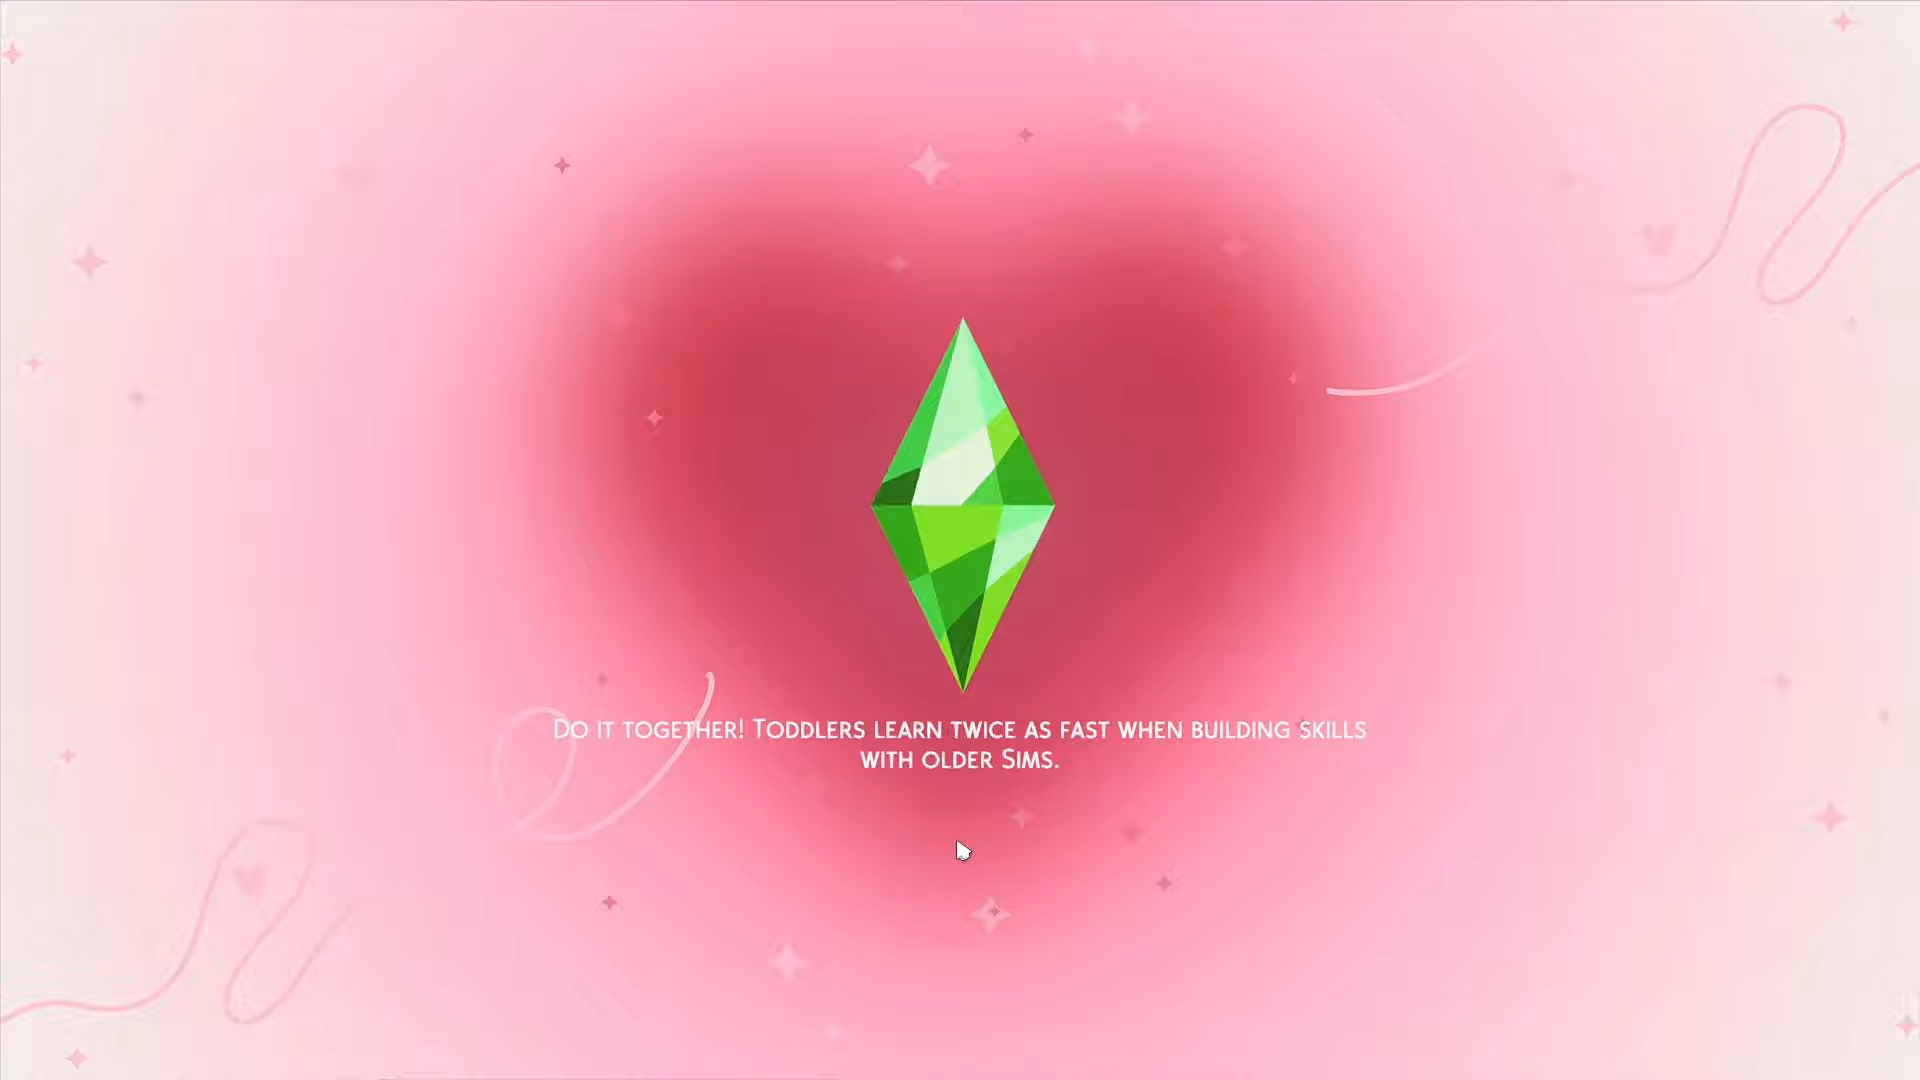 Do it together! Toddlers learn twice as fast when building skills
with older Sims.